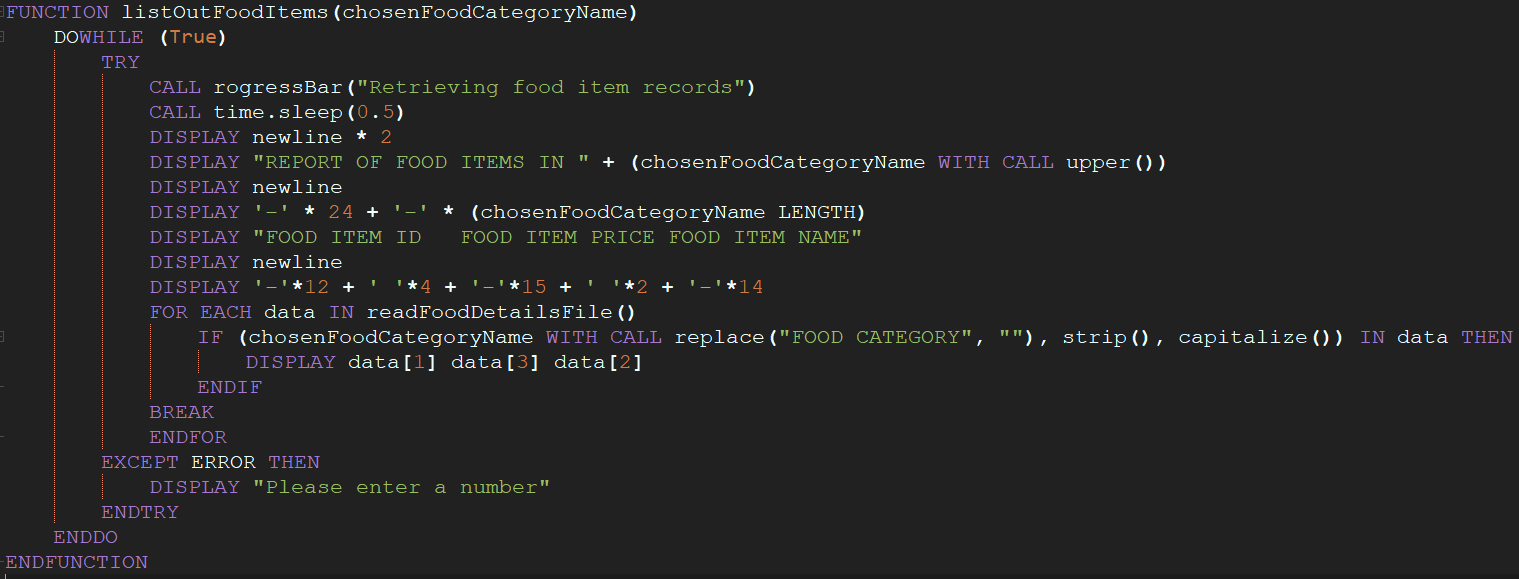 FUNCTION listOutFoodItems(chosenFoodCategoryName)
    DOWHILE (True)
        TRY
            CALL rogressBar("Retrieving food item records")
            CALL time.sleep(0.5)
            DISPLAY newline * 2
            DISPLAY "REPORT OF FOOD ITEMS IN " + (chosenFoodCategoryName WITH CALL upper())
            DISPLAY newline
            DISPLAY '-' * 24 + '-' * (chosenFoodCategoryName LENGTH)
            DISPLAY "FOOD ITEM ID   FOOD ITEM PRICE FOOD ITEM NAME"
            DISPLAY newline
            DISPLAY '-'*12 + ' '*4 + '-'*15 + ' '*2 + '-'*14
            FOR EACH data IN readFoodDetailsFile()
                IF (chosenFoodCategoryName WITH CALL replace("FOOD CATEGORY", ""), strip(), capitalize()) IN data THEN
                    DISPLAY data[1] data[3] data[2]
                ENDIF
            BREAK
            ENDFOR
        EXCEPT ERROR THEN
            DISPLAY "Please enter a number"
        ENDTRY
    ENDDO
ENDFUNCTION